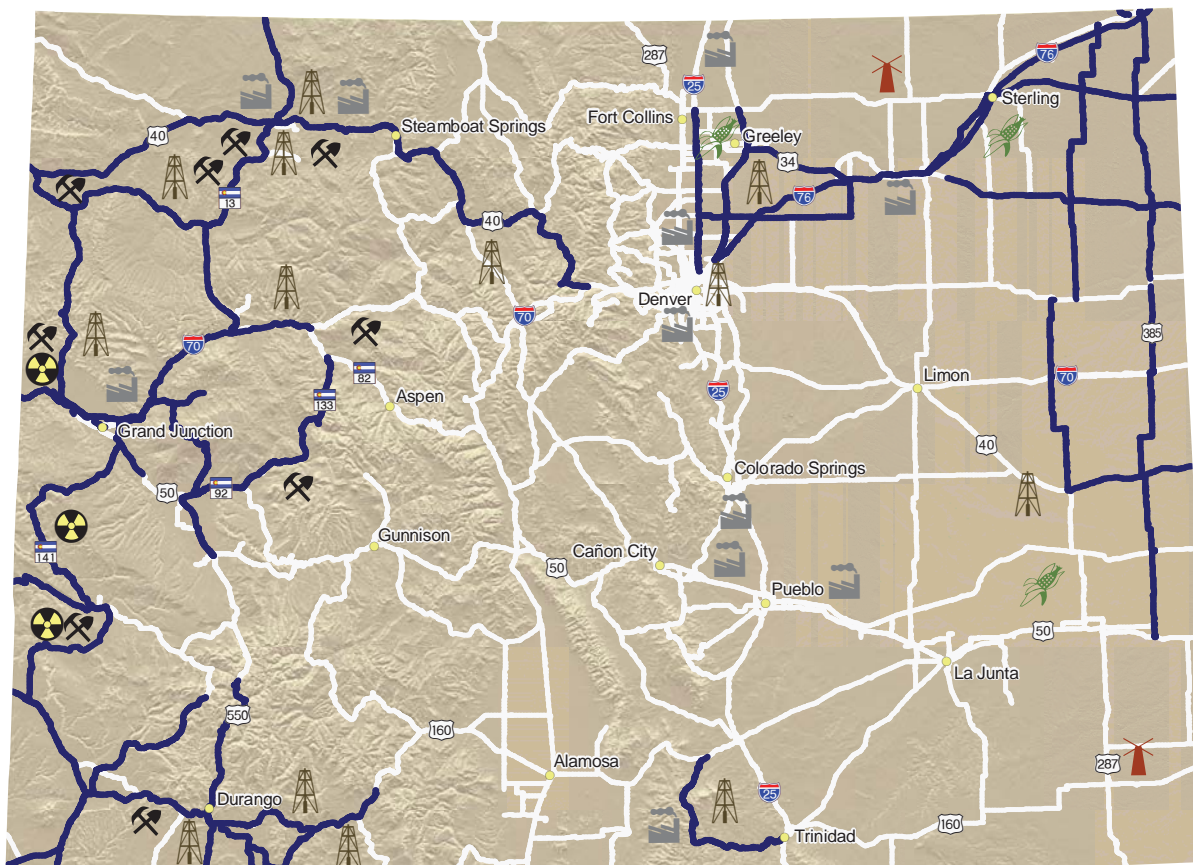 76
287
25
Sterling
Fort Collins
Steamboat Springs
40
Greeley
34
76
13
40
Denver
70
385
70
82
Limon
70
25
133
Aspen
Grand Junction
40
Colorado Springs
92
50
Gunnison
141
Cañon City
50
Pueblo
50
La Junta
550
160
Alamosa
287
25
Durango
160
Trinidad